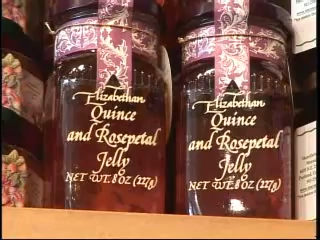 Elizabethan
Quince
and Rosepetal
Jelly
NET WT. 8 OZ (227g)
Elizabethan
Quince
and Rosepetal
Jelly
NET WT. 8 OZ (227g)